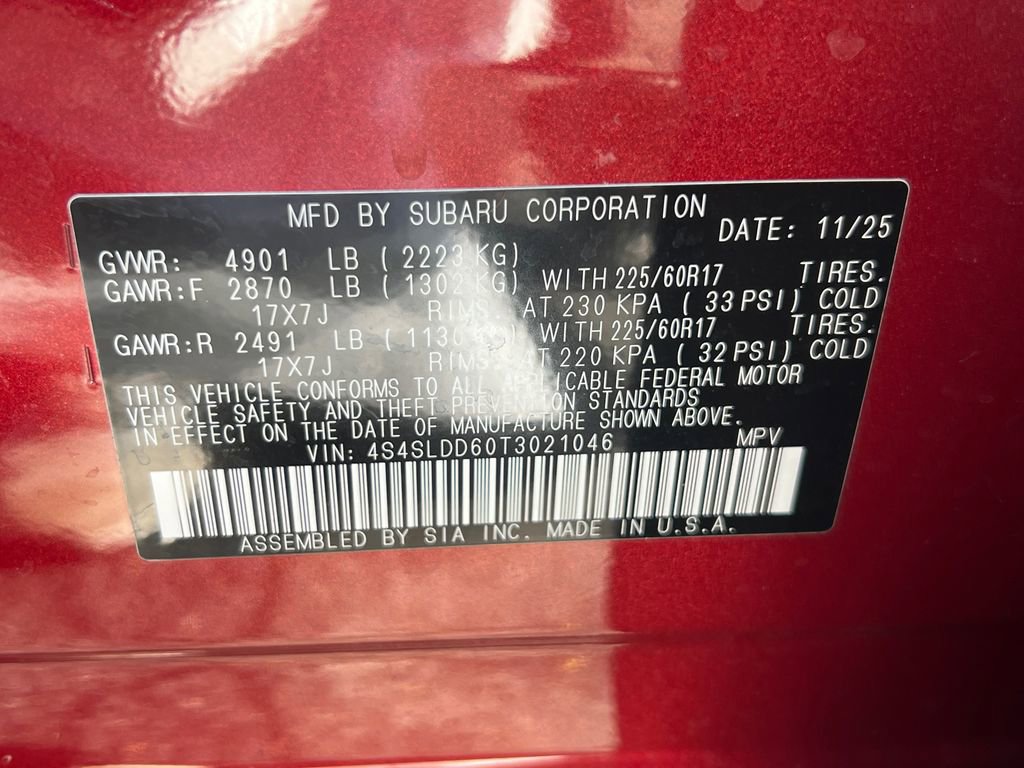 MFD BY SUBARU CORPORATION
DATE: 11/25
GVWR: 4901 LB (2223 KG)
GAWR:F 2870 LB (1302 KG) WITH 225/60R17 TIRES.
17X7J RIMS. AT 230 KPA (33 PSI) COLD
GAWR:R 2491 LB (1130 KG) WITH 225/60R17 TIRES.
17X7J RIMS. AT 220 KPA (32 PSI) COLD
THIS VEHICLE CONFORMS TO ALL APPLICABLE FEDERAL MOTOR
VEHICLE SAFETY AND THEFT PREVENTION STANDARDS
IN EFFECT ON THE DATE OF MANUFACTURE SHOWN ABOVE.
VIN: 4S4SLDD60T3021046 MPV
ASSEMBLED BY SIA INC. MADE IN U.S.A.